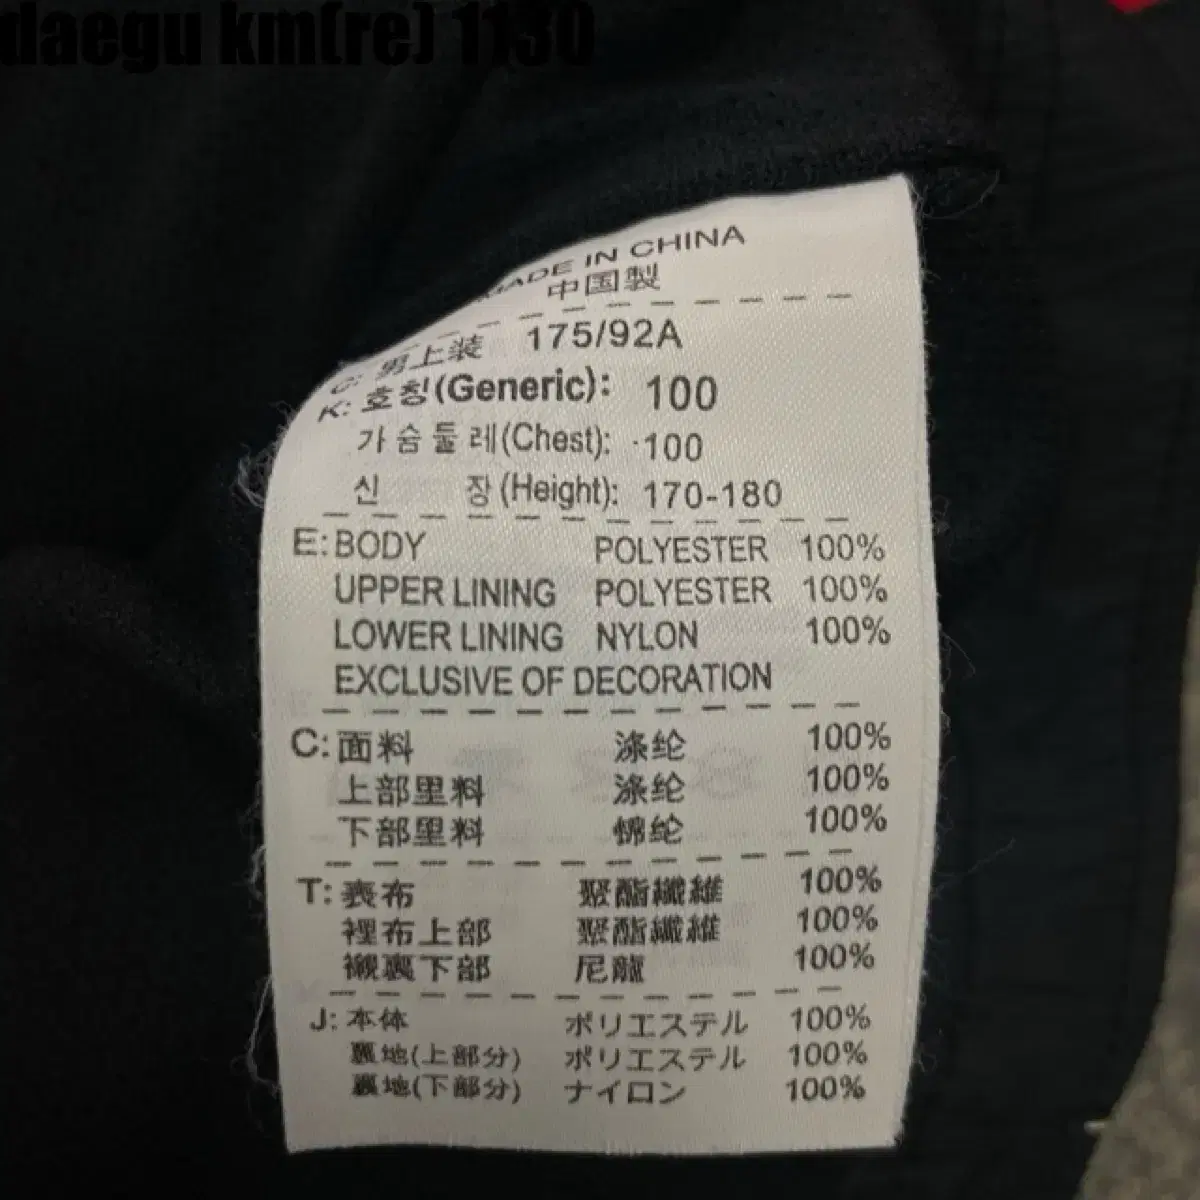 daegu km(re) 1130
MADE IN CHINA
中国製
C: 男上装 175/92A
K: 호칭(Generic): 100
가슴둘레(Chest): 100
신 장(Height): 170-180
E: BODY POLYESTER 100%
UPPER LINING POLYESTER 100%
LOWER LINING NYLON 100%
EXCLUSIVE OF DECORATION
C: 面料 涤纶 100%
上部里料 涤纶 100%
下部里料 锦纶 100%
T: 表布 聚酯纖維 100%
裡布上部 聚酯纖維 100%
襯裏下部 尼龍 100%
J: 本体 ポリエステル 100%
裏地(上部分) ポリエステル 100%
裏地(下部分) ナイロン 100%